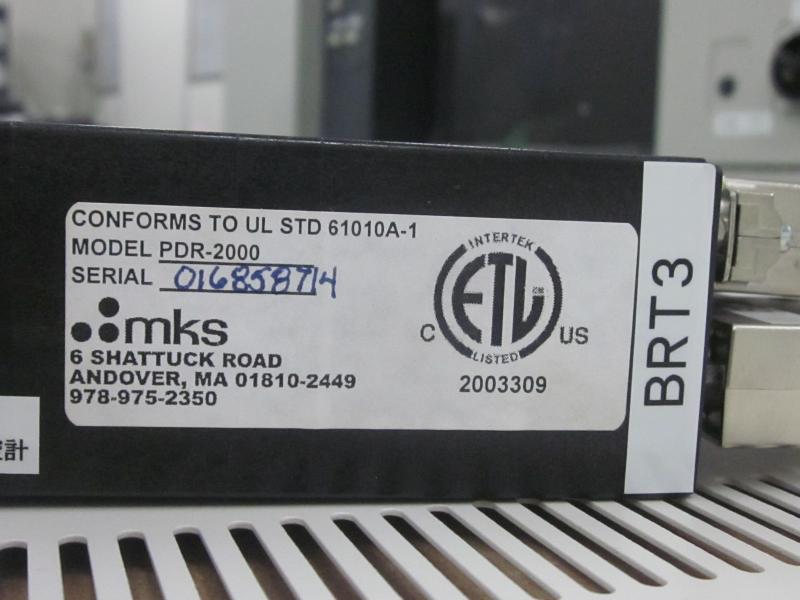 CONFORMS TO UL STD 61010A-1
MODEL PDR-2000
SERIAL 016858714
mks
6 SHATTUCK ROAD
ANDOVER, MA 01810-2449
978-975-2350
INTERTEK
ETL
C US
LISTED
2003309
BRT3
計